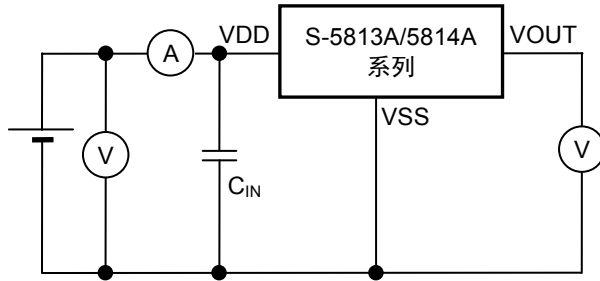 A
VDD
S-5813A/5814A
系列
VOUT
VSS
V
CIN
V